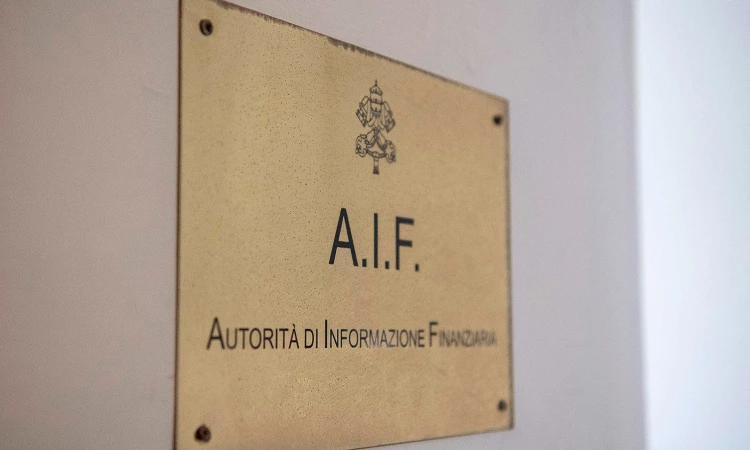 A.I.F.
AUTORITÀ DI INFORMAZIONE FINANZIARIA